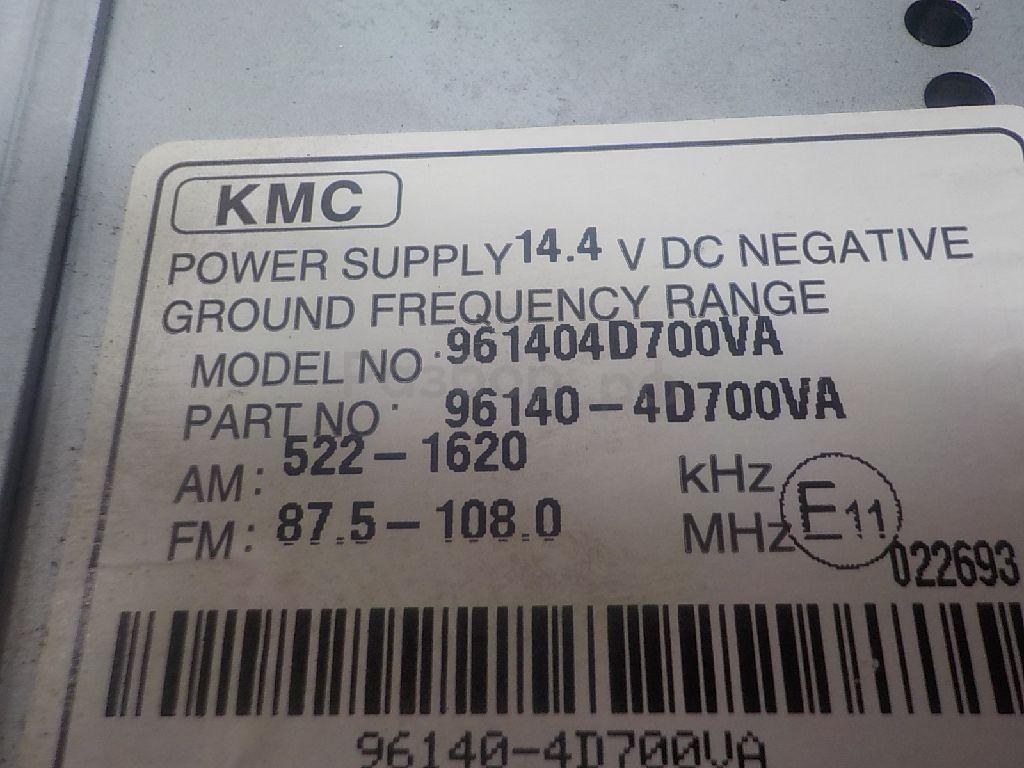 KMC
POWER SUPPLY 14.4 V DC NEGATIVE
GROUND FREQUENCY RANGE
MODEL NO · 961404D700VA
PART NO · 96140-4D700VA
AM: 522-1620 kHz
FM: 87.5-108.0 MHz
E11
022693
96140-4D700VA